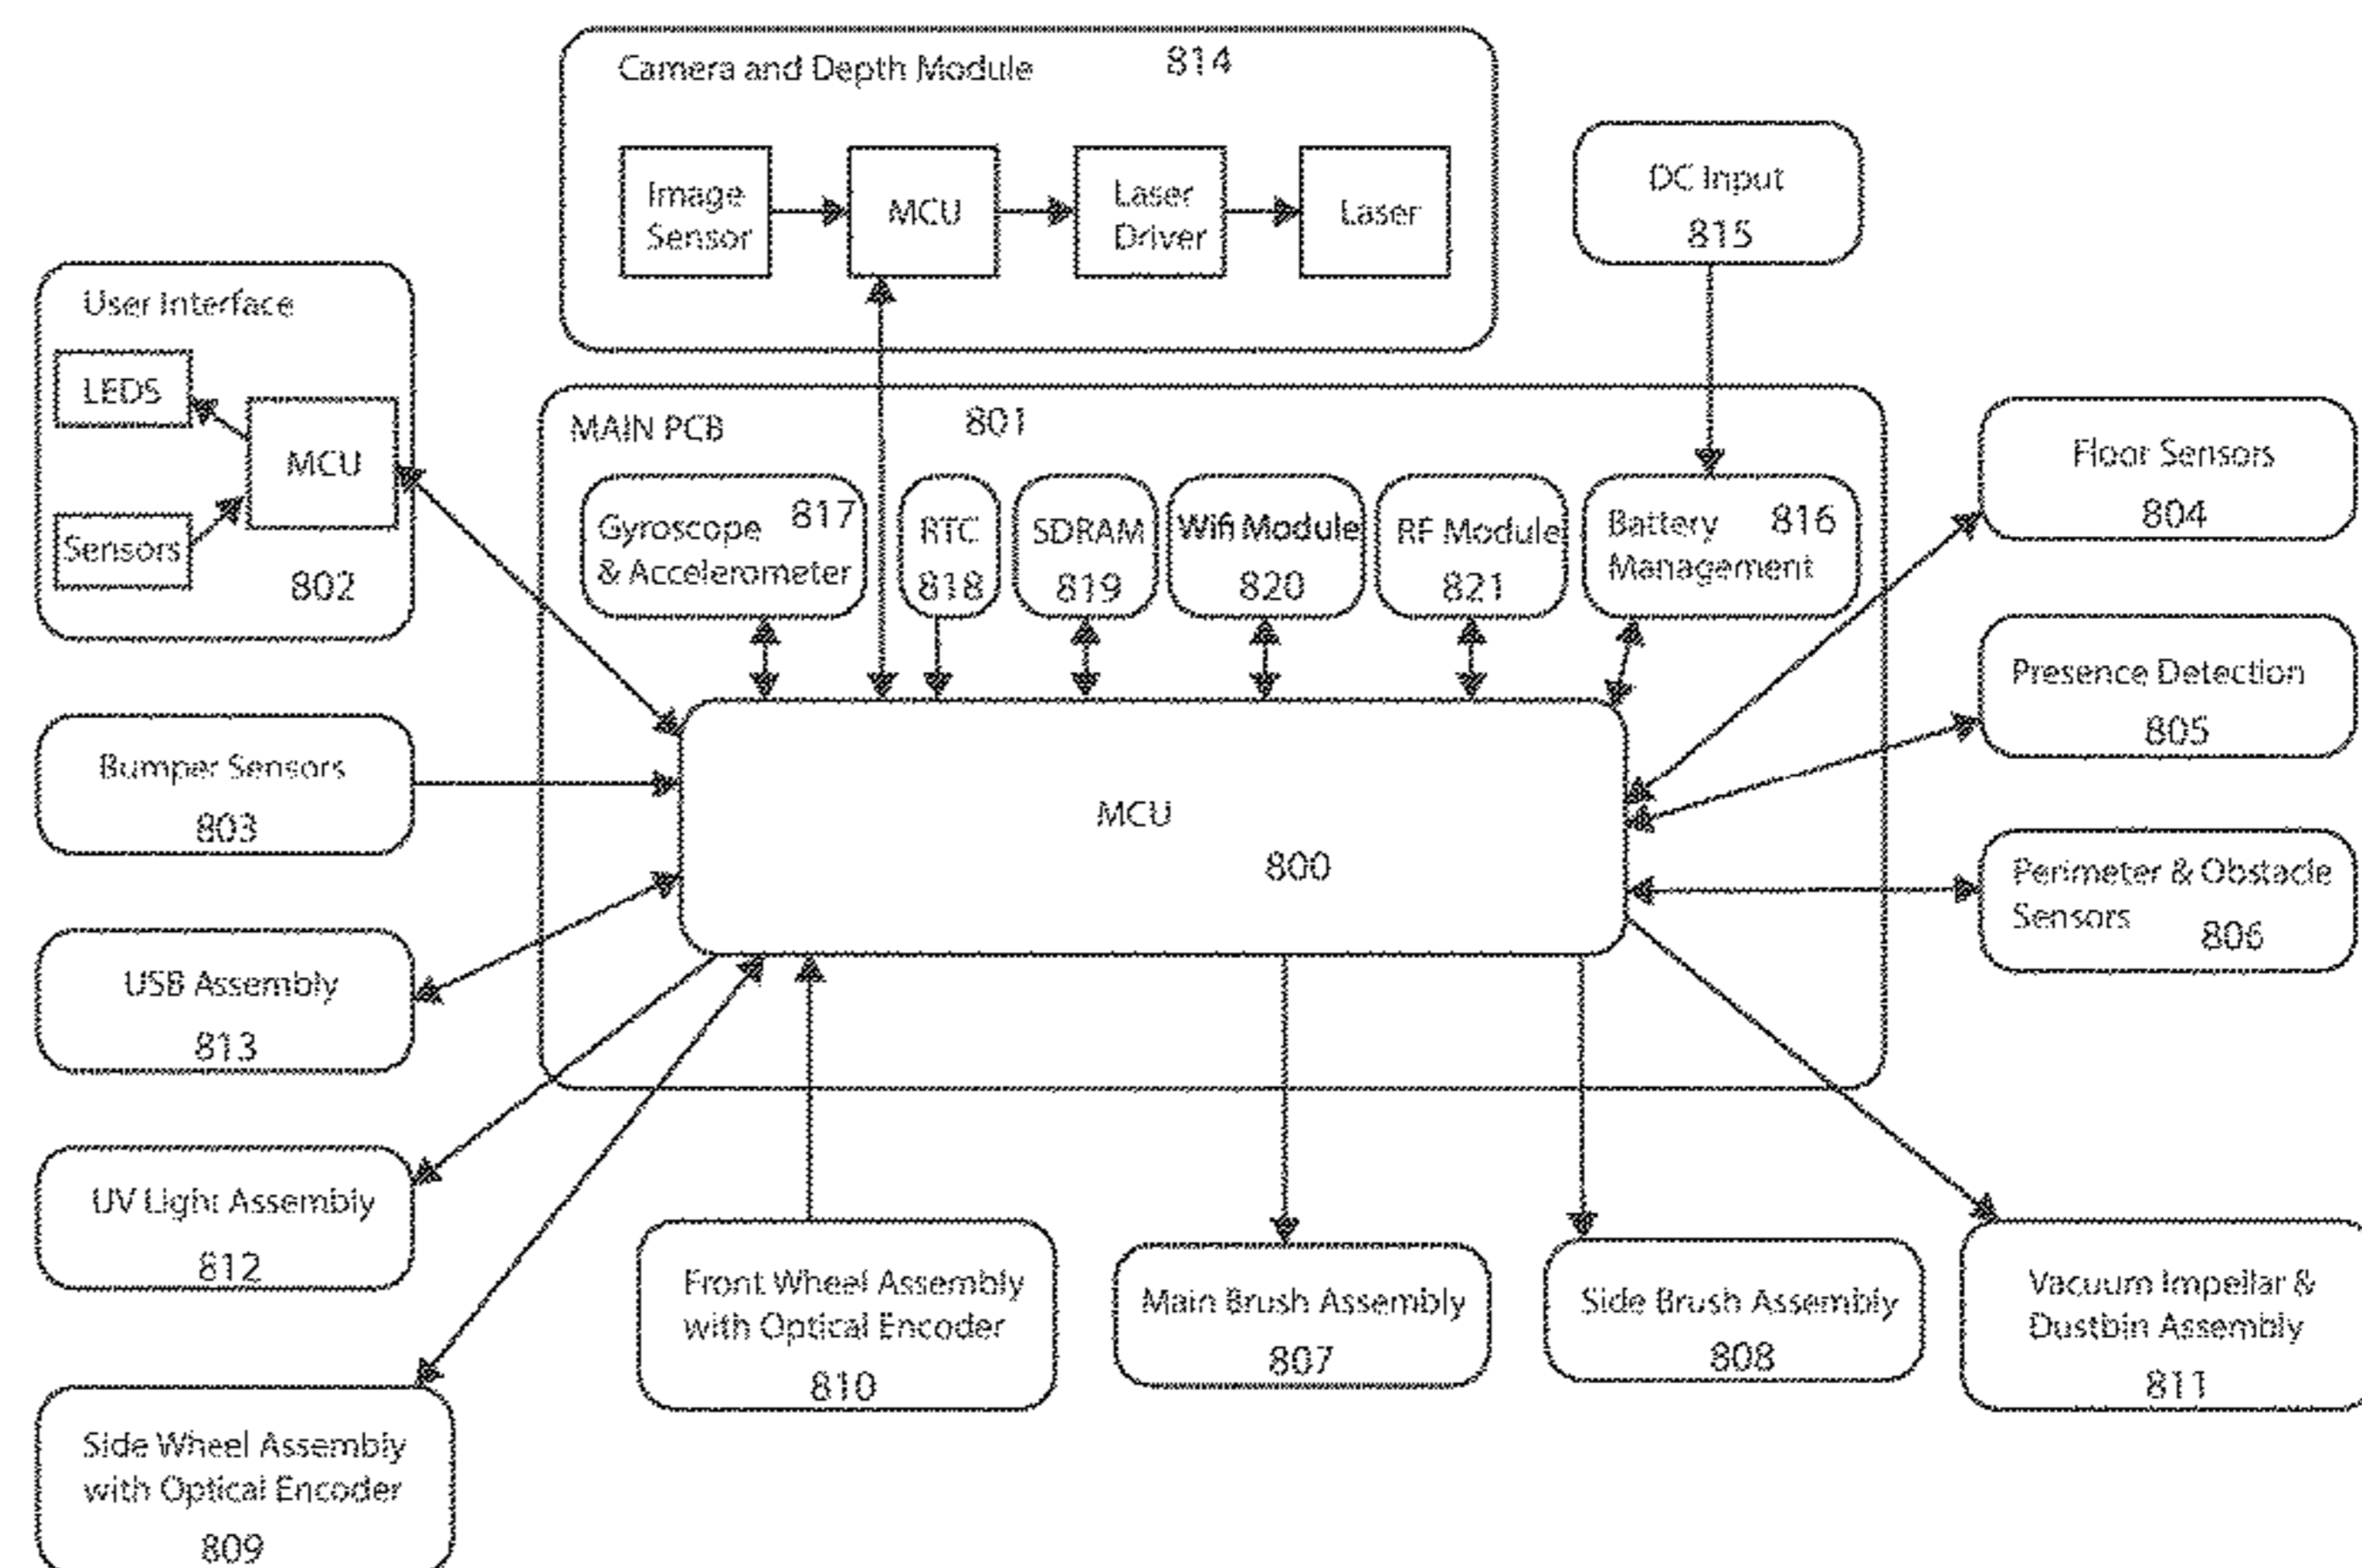 Camera and Depth Module 814
Image
Sensor
MCU
Laser
Driver
Laser
DC Input
815
User Interface
LEDS
MCU
Sensors
802
MAIN PCB 801
Gyroscope 817
& Accelerometer
RTC
818
SDRAM
819
Wifi Module
820
RF Module
821
Battery 816
Management
Floor Sensors
804
Presence Detection
805
Bumper Sensors
803
MCU
800
Perimeter & Obstacle
Sensors 806
USB Assembly
813
UV Light Assembly
812
Front Wheel Assembly
with Optical Encoder
810
Main Brush Assembly
807
Side Brush Assembly
808
Vacuum Impellar &
Dustbin Assembly
811
Side Wheel Assembly
with Optical Encoder
809